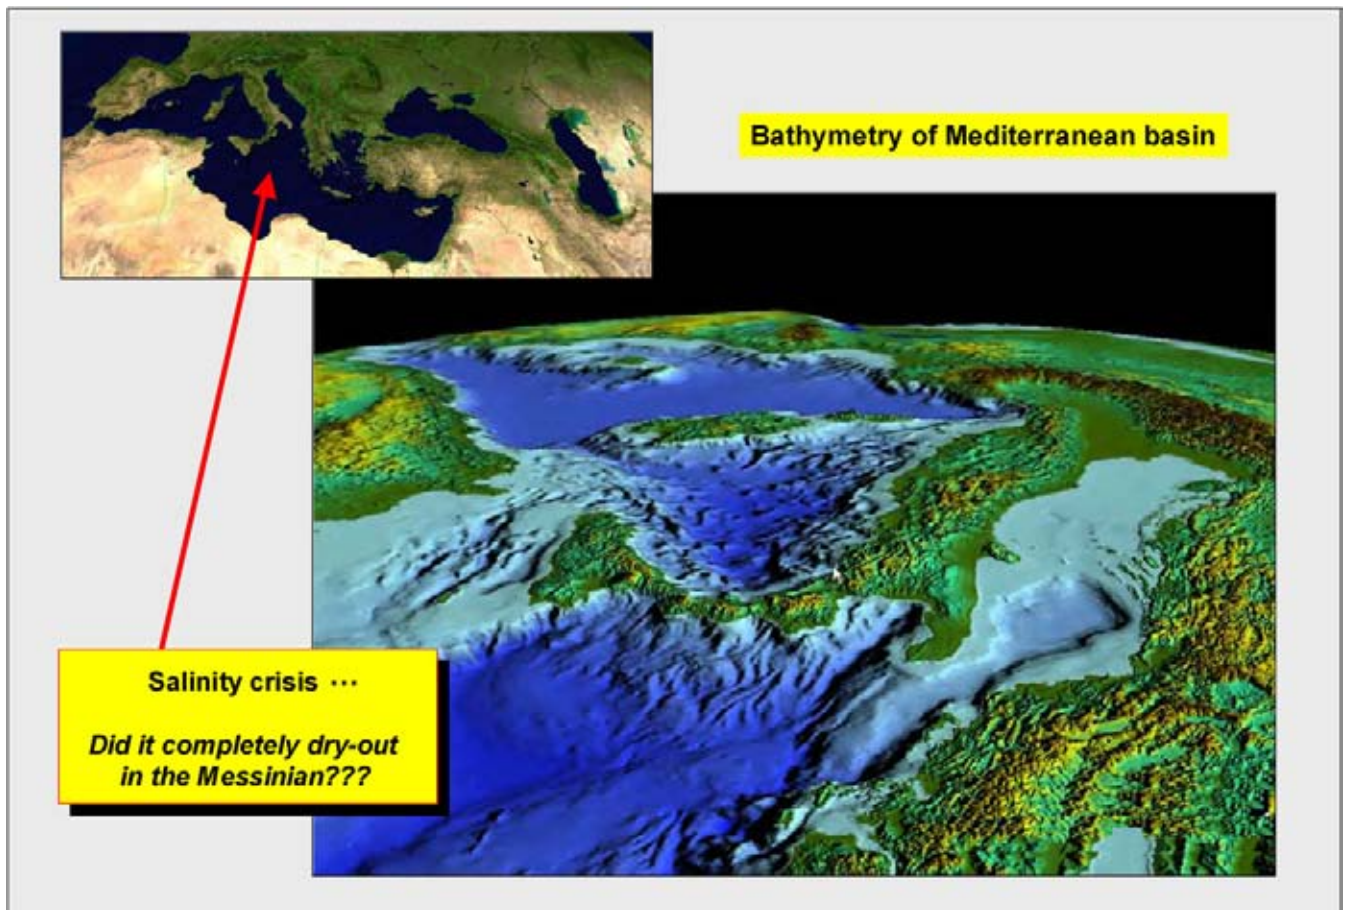 Bathymetry of Mediterranean basin
Salinity crisis ...
Did it completely dry-out
in the Messinian???